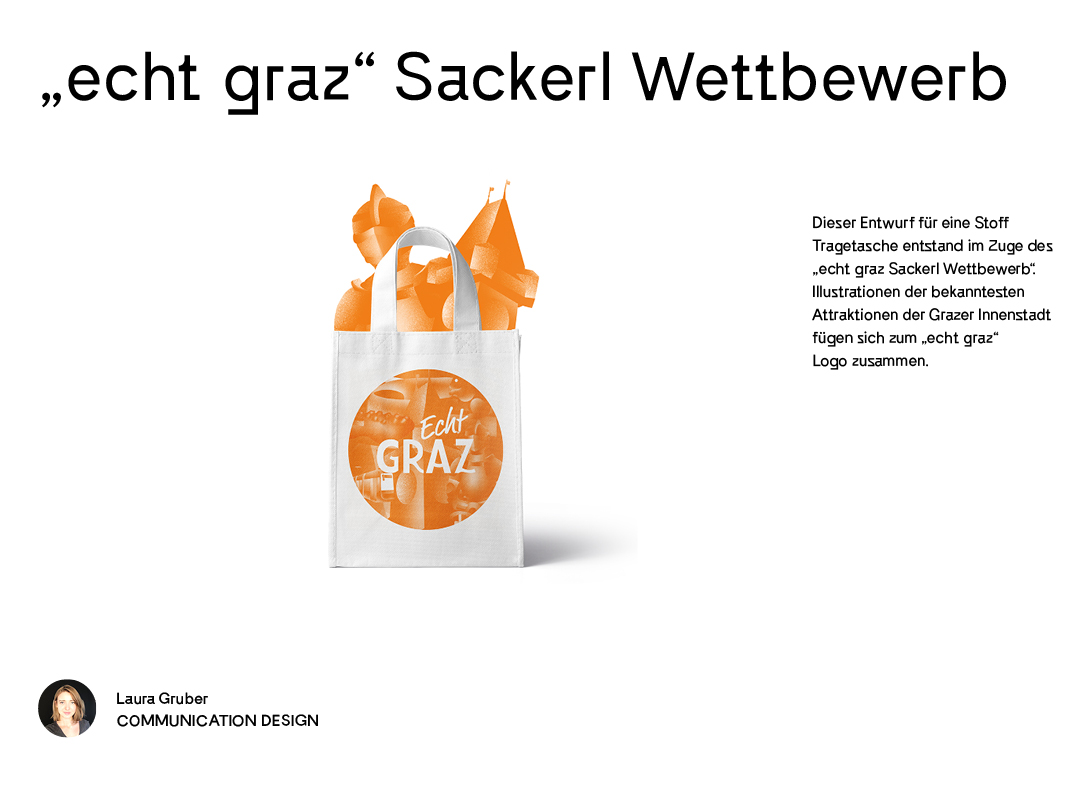 „echt graz“ Sackerl Wettbewerb
Dieser Entwurf für eine Stoff
Tragetasche entstand im Zuge des
„echt graz Sackerl Wettbewerb“.
Illustrationen der bekanntesten
Attraktionen der Grazer Innenstadt
fügen sich zum „echt graz“
Logo zusammen.
Echt
GRAZ
Laura Gruber
COMMUNICATION DESIGN